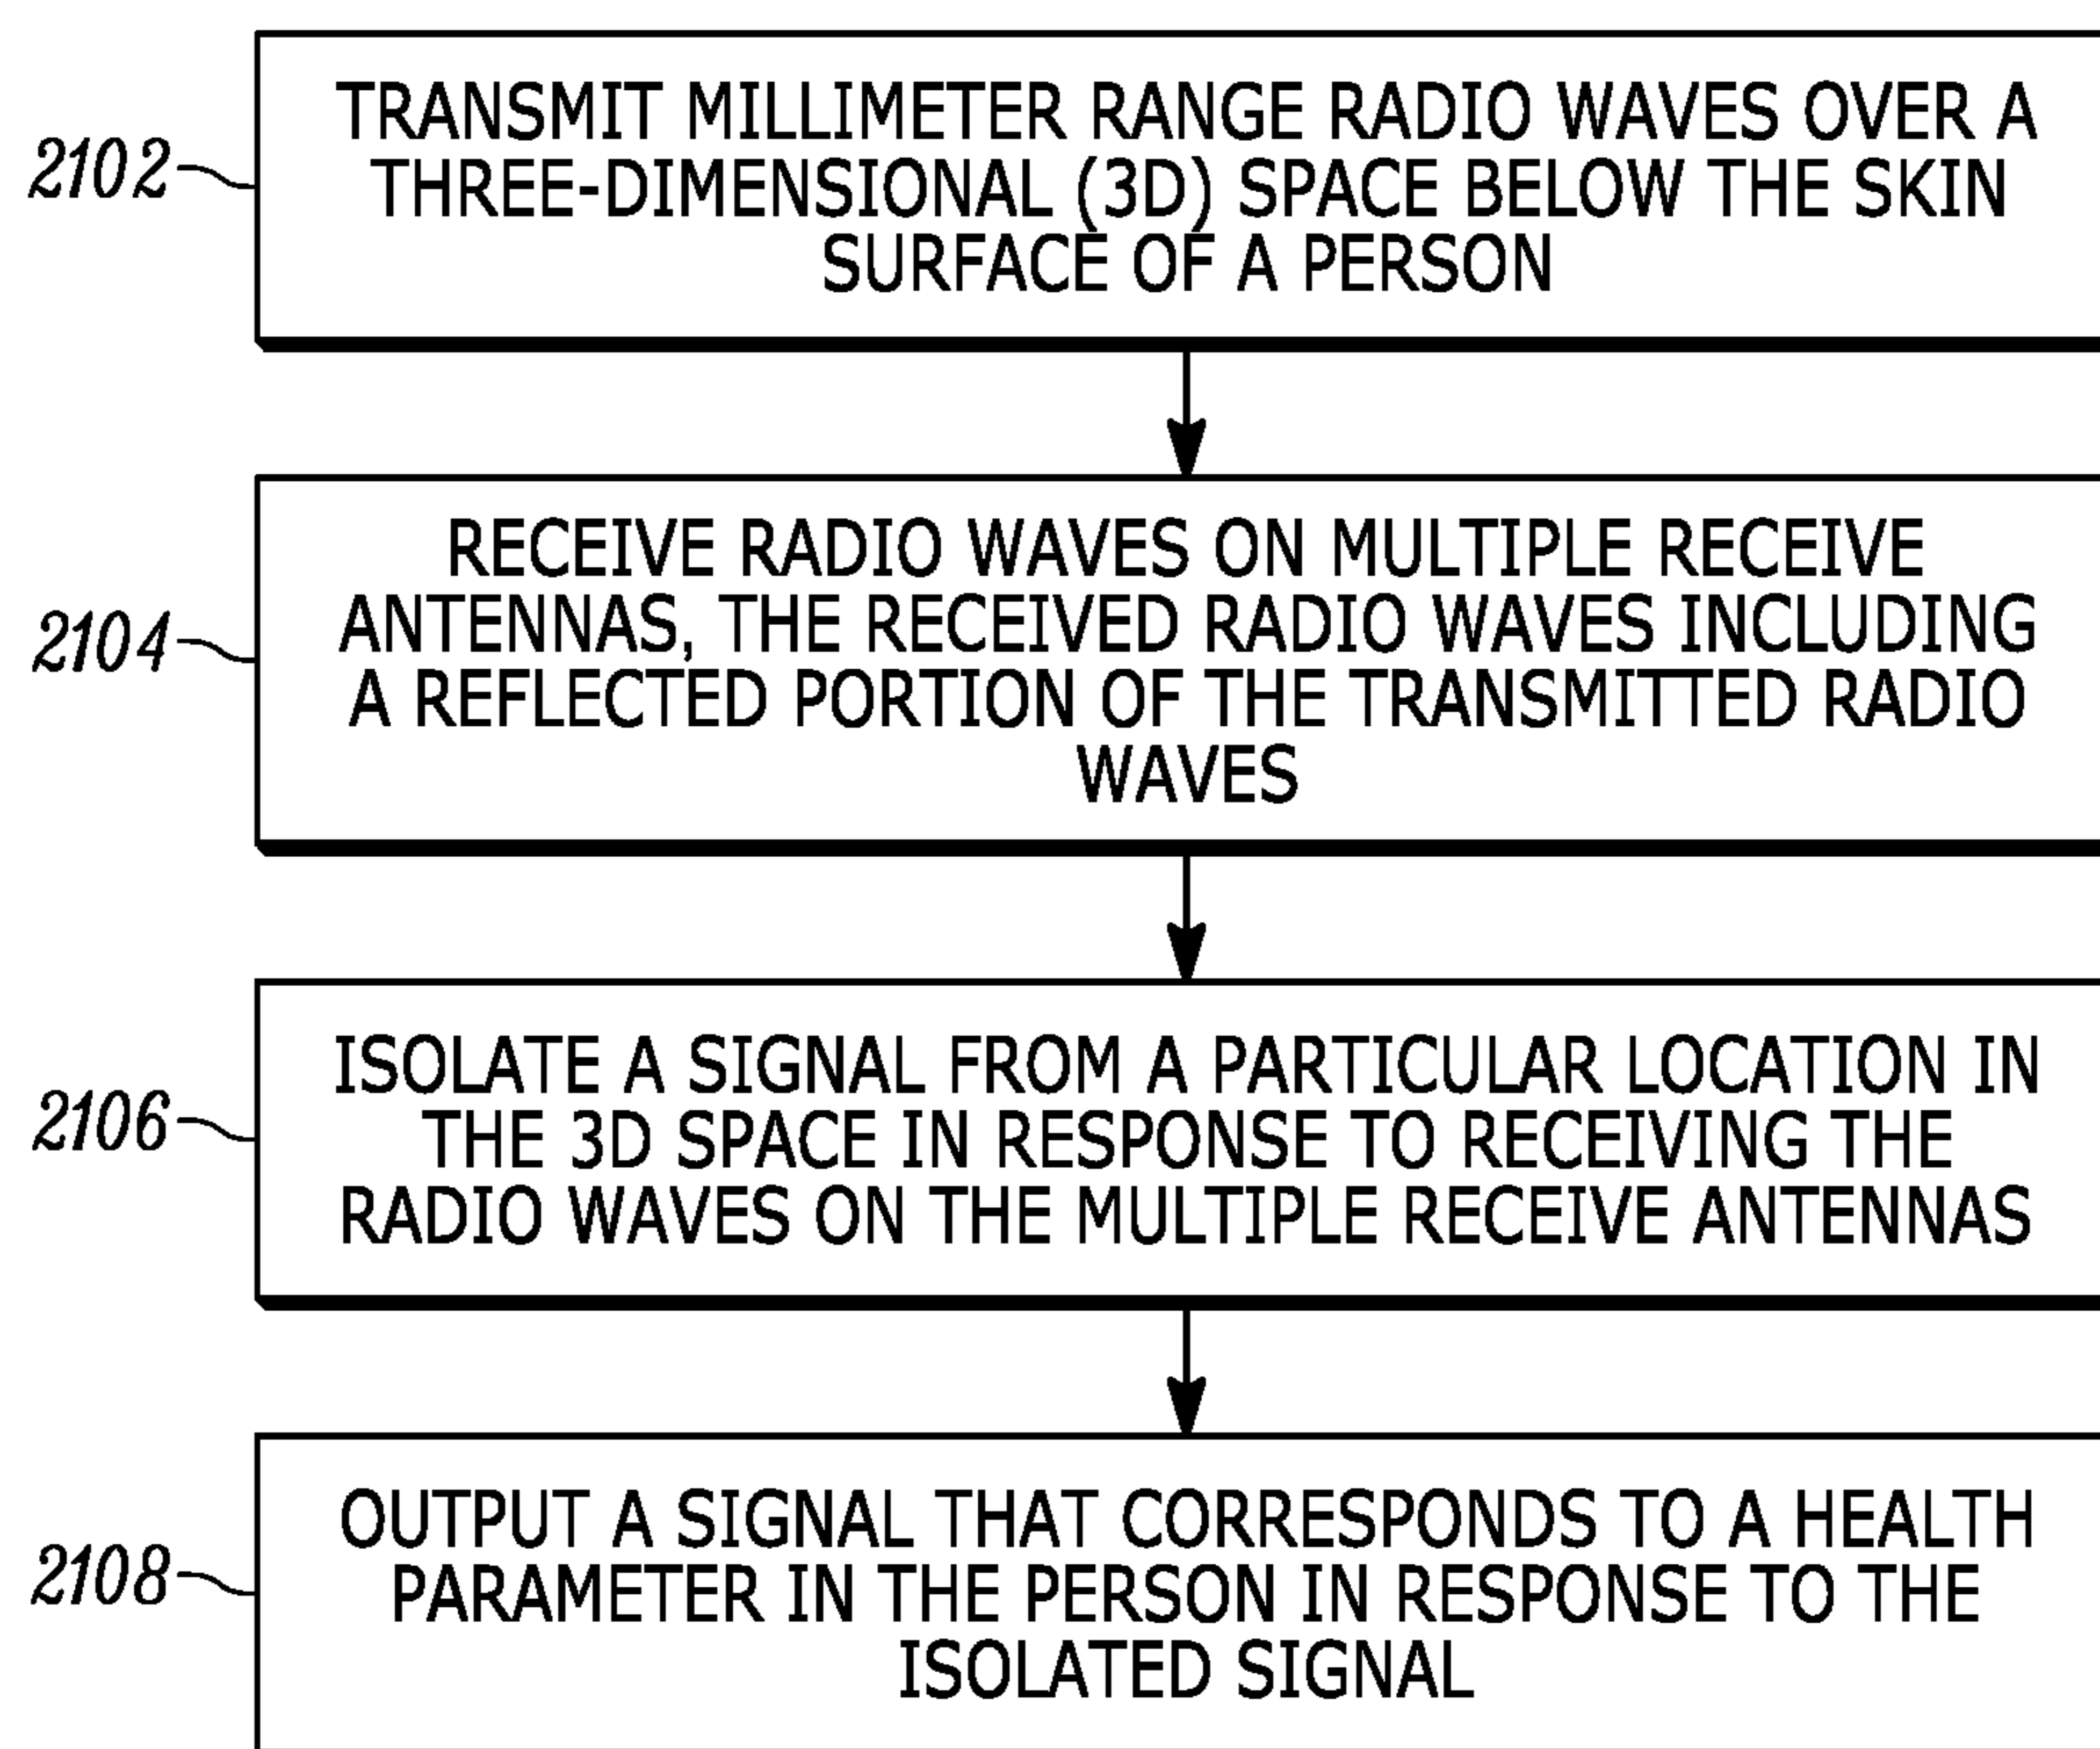 2102
TRANSMIT MILLIMETER RANGE RADIO WAVES OVER A
THREE-DIMENSIONAL (3D) SPACE BELOW THE SKIN
SURFACE OF A PERSON
2104
RECEIVE RADIO WAVES ON MULTIPLE RECEIVE
ANTENNAS, THE RECEIVED RADIO WAVES INCLUDING
A REFLECTED PORTION OF THE TRANSMITTED RADIO
WAVES
2106
ISOLATE A SIGNAL FROM A PARTICULAR LOCATION IN
THE 3D SPACE IN RESPONSE TO RECEIVING THE
RADIO WAVES ON THE MULTIPLE RECEIVE ANTENNAS
2108
OUTPUT A SIGNAL THAT CORRESPONDS TO A HEALTH
PARAMETER IN THE PERSON IN RESPONSE TO THE
ISOLATED SIGNAL